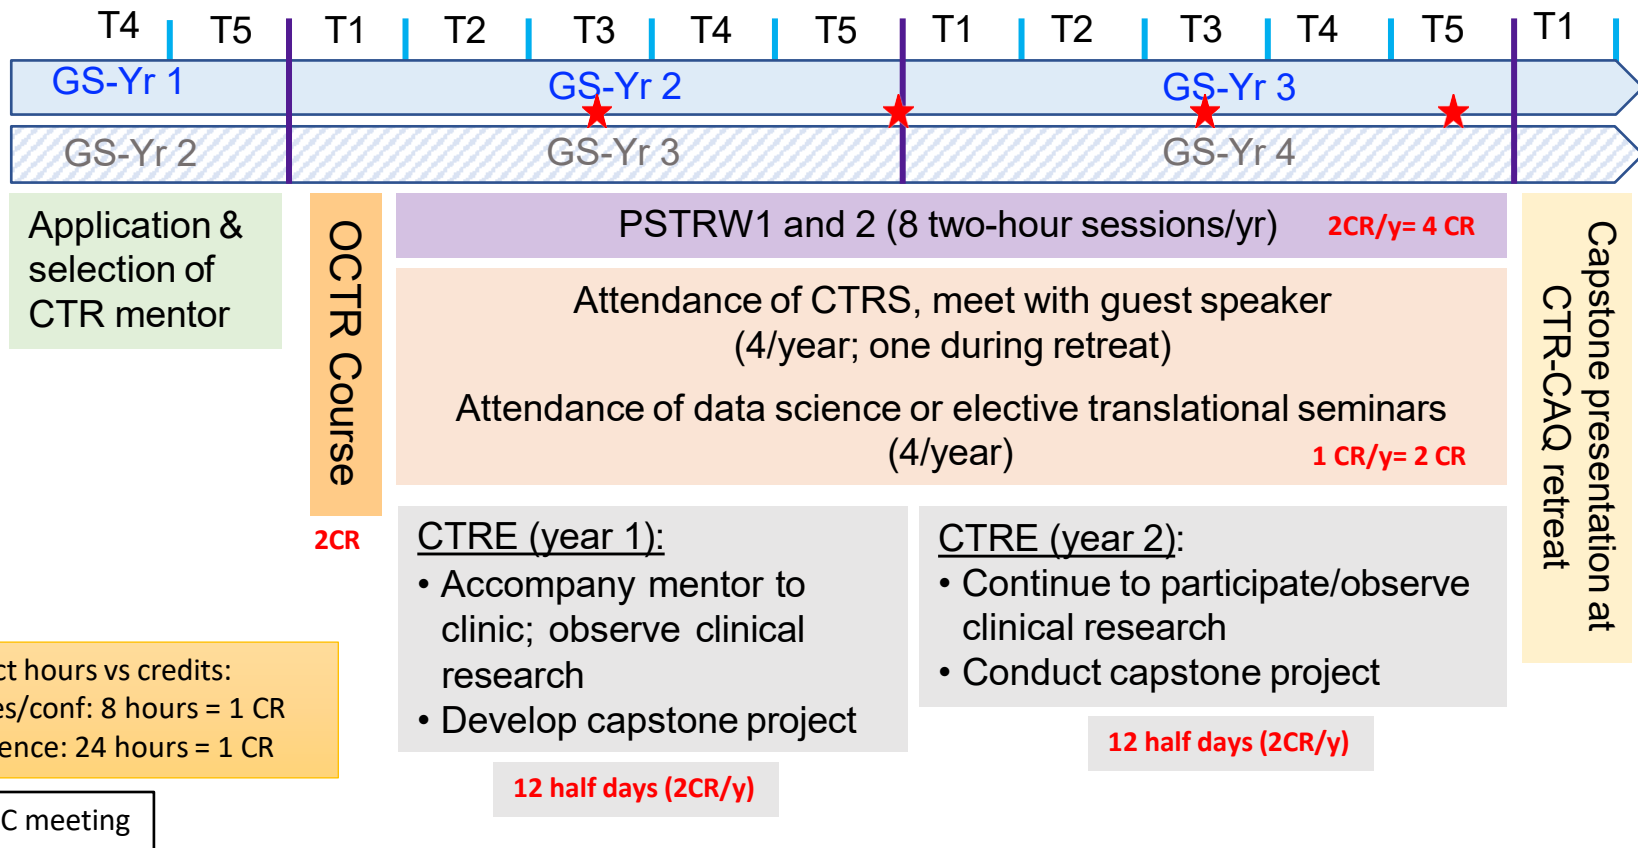 T4 T5 T1 T2 T3 T4 T5 T1 T2 T3 T4 T5 T1
GS-Yr 1 GS-Yr 2 GS-Yr 3
GS-Yr 2 GS-Yr 3 GS-Yr 4
Application &
selection of
CTR mentor
OCTR Course
2CR
PSTRW1 and 2 (8 two-hour sessions/yr) 2CR/y= 4 CR
Attendance of CTRS, meet with guest speaker
(4/year; one during retreat)
Attendance of data science or elective translational seminars
(4/year) 1 CR/y= 2 CR
CTRE (year 1):
• Accompany mentor to
clinic; observe clinical
research
• Develop capstone project
12 half days (2CR/y)
CTRE (year 2):
• Continue to participate/observe
clinical research
• Conduct capstone project
12 half days (2CR/y)
Capstone presentation at
CTR-CAQ retreat
ct hours vs credits:
es/conf: 8 hours = 1 CR
ence: 24 hours = 1 CR
C meeting